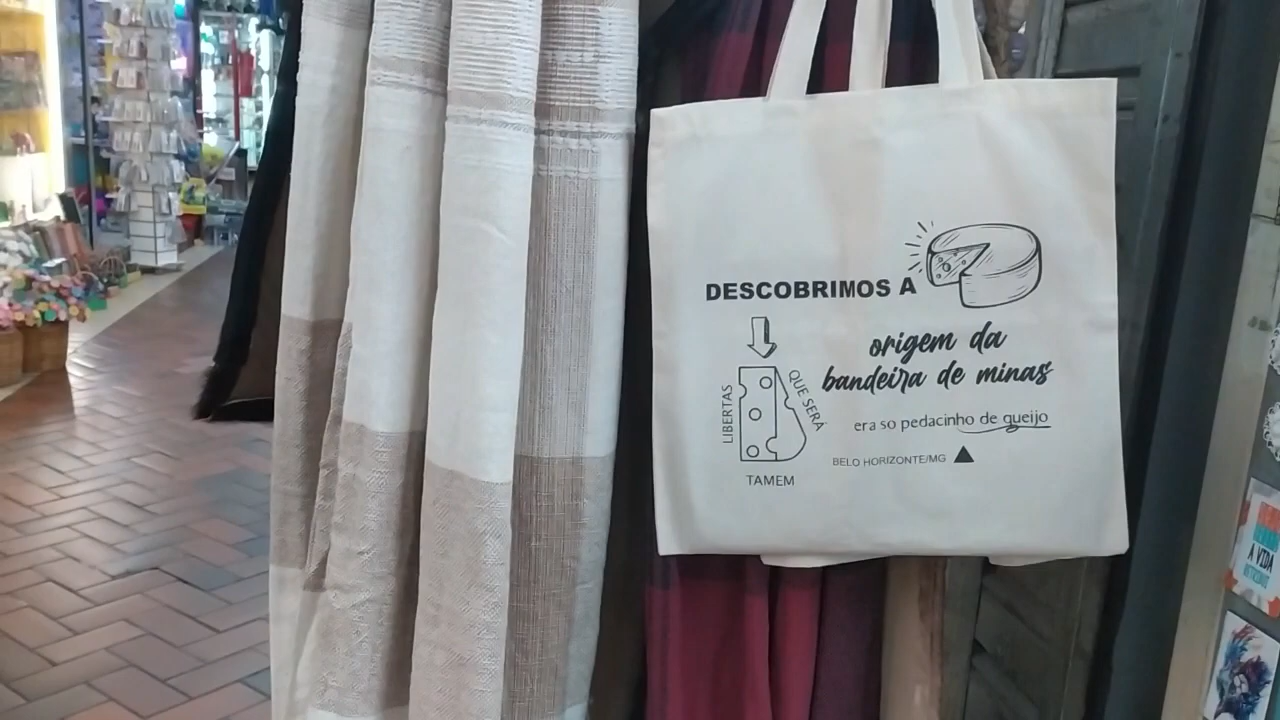 DESCOBRIMOS A
origem da
bandeira de minas
LIBERTAS
QUE SERÁ
TAMEM
era so pedacinho de queijo
BELO HORIZONTE/MG
A VIDA